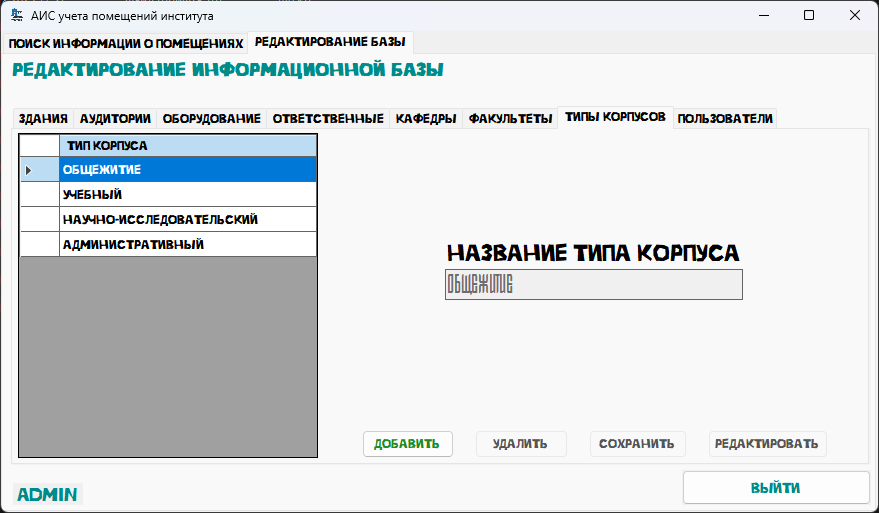 АИС учета помещений института
ПОИСК ИНФОРМАЦИИ О ПОМЕЩЕНИЯХ РЕДАКТИРОВАНИЕ БАЗЫ
РЕДАКТИРОВАНИЕ ИНФОРМАЦИОННОЙ БАЗЫ
ЗДАНИЯ АУДИТОРИИ ОБОРУДОВАНИЕ ОТВЕТСТВЕННЫЕ КАФЕДРЫ ФАКУЛЬТЕТЫ ТИПЫ КОРПУСОВ ПОЛЬЗОВАТЕЛИ
ТИП КОРПУСА
ОБЩЕЖИТИЕ
УЧЕБНЫЙ
НАУЧНО-ИССЛЕДОВАТЕЛЬСКИЙ
АДМИНИСТРАТИВНЫЙ
НАЗВАНИЕ ТИПА КОРПУСА
ОБЩЕЖИТИЕ
ДОБАВИТЬ УДАЛИТЬ СОХРАНИТЬ РЕДАКТИРОВАТЬ
ADMIN
ВЫЙТИ